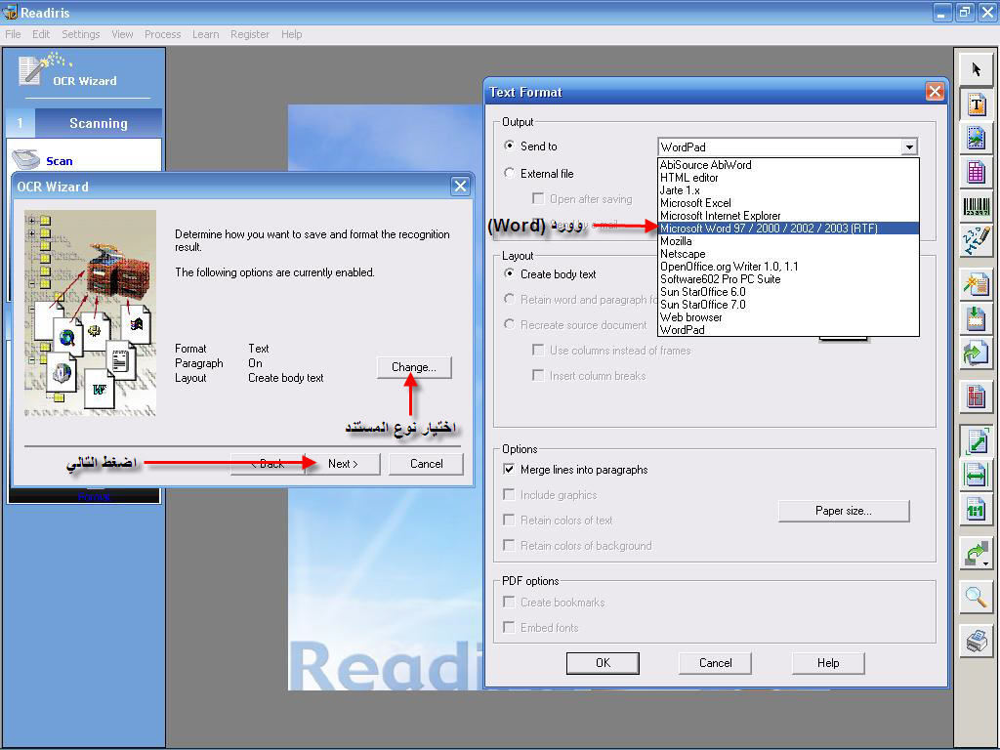 Readiris
File Edit Settings View Process Learn Register Help
OCR Wizard
1 Scanning
Scan
OCR Wizard
Determine how you want to save and format the recognition
result.
The following options are currently enabled.
Format Text
Paragraph On
Layout Create body text
Change...
اختيار نوع المستند
اضغط التالي
< Back Next > Cancel
Format
Text Format
Output
Send to WordPad
External file
Open after saving
وورد (Word)
AbiSource AbiWord
HTML editor
Jarte 1.x
Microsoft Excel
Microsoft Internet Explorer
Microsoft Word 97 / 2000 / 2002 / 2003 (RTF)
Mozilla
Netscape
OpenOffice.org Writer 1.0, 1.1
Software602 Pro PC Suite
Sun StarOffice 6.0
Sun StarOffice 7.0
Web browser
WordPad
Layout
Create body text
Retain word and paragraph fo
Recreate source document
Use columns instead of frames
Insert column breaks
Options
Merge lines into paragraphs
Include graphics
Retain colors of text
Retain colors of background
Paper size...
PDF options
Create bookmarks
Embed fonts
OK Cancel Help
Readi
1:1